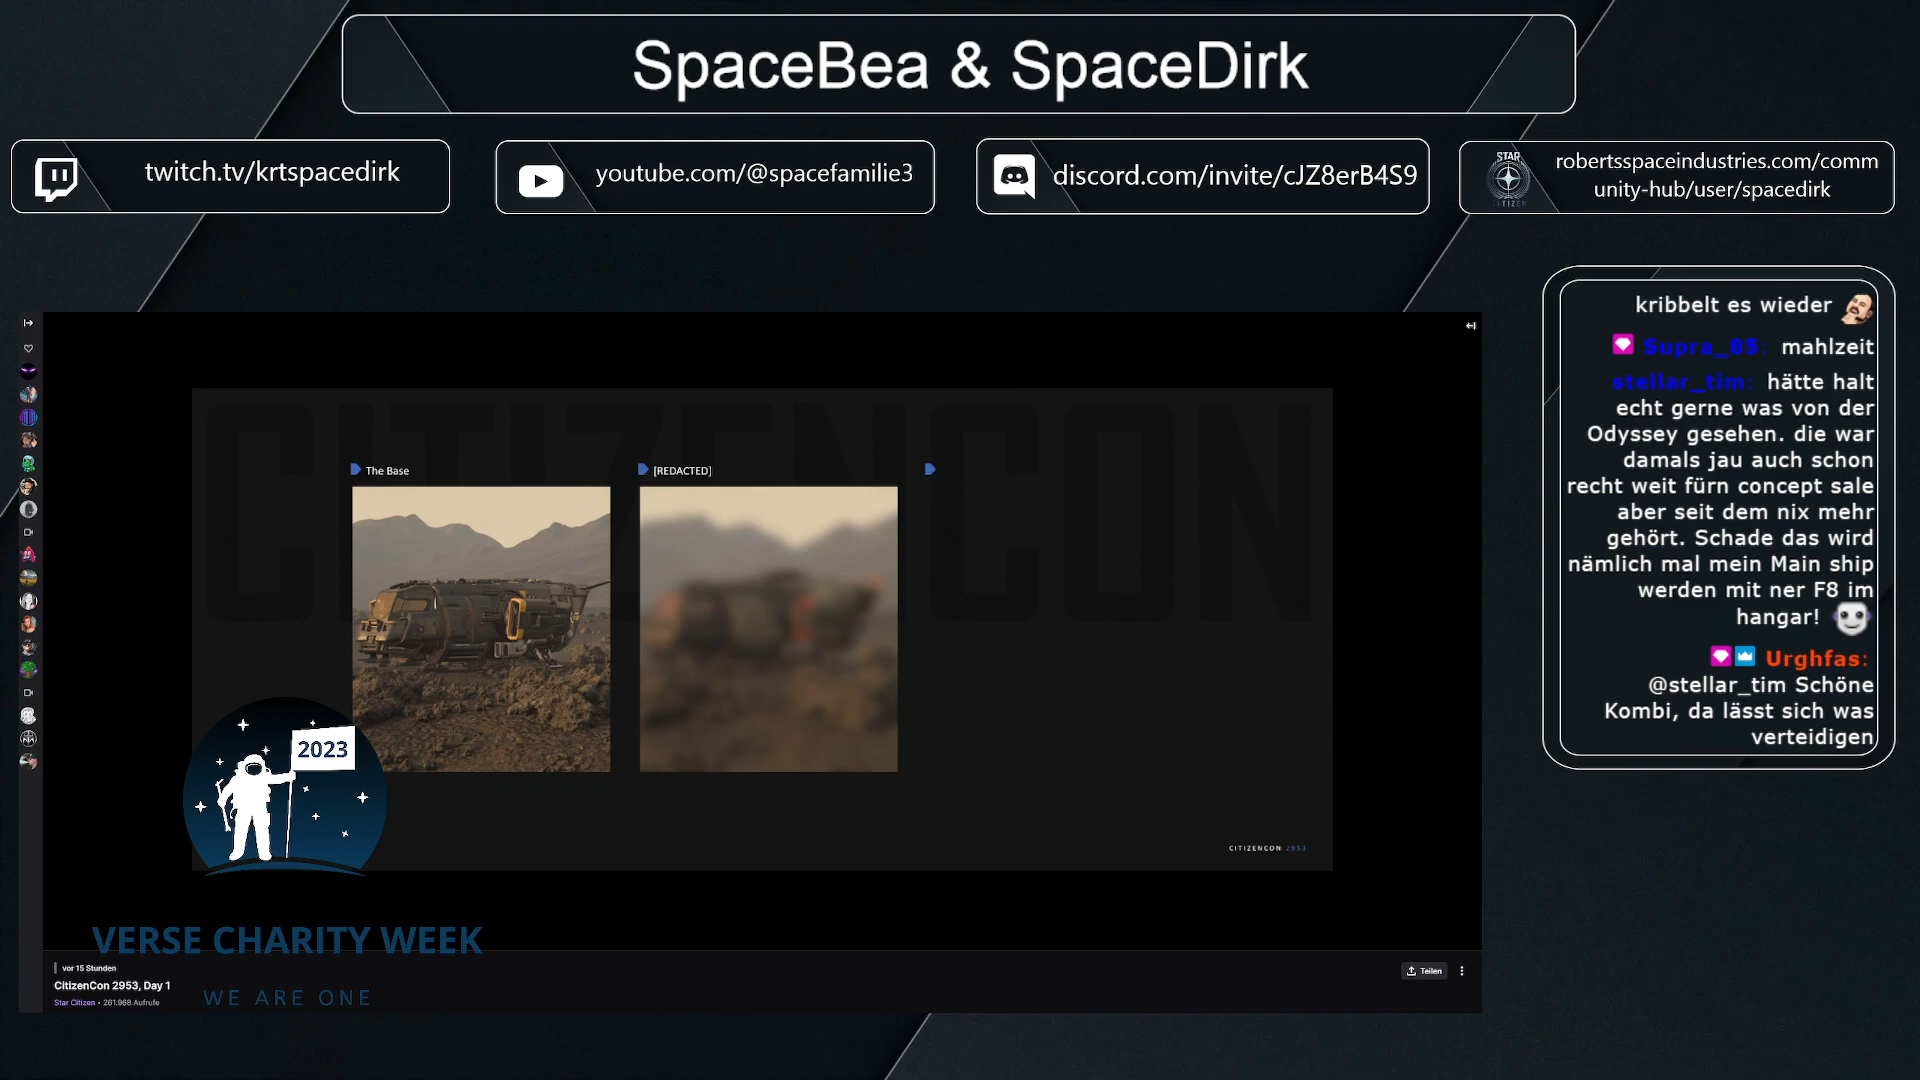 SpaceBea & SpaceDirk
twitch.tv/krtspacedirk
youtube.com/@spacefamilie3
discord.com/invite/cJZ8erB4S9
STAR
CITIZEN
robertsspaceindustries.com/comm
unity-hub/user/spacedirk
CITIZENCON
The Base
[REDACTED]
2023
CITIZENCON 2953
VERSE CHARITY WEEK
WE ARE ONE
vor 15 Stunden
CitizenCon 2953, Day 1
Star Citizen • 261.968 Aufrufe
Teilen
kribbelt es wieder
Supra_85: mahlzeit
stellar_tim: hätte halt
echt gerne was von der
Odyssey gesehen. die war
damals jau auch schon
recht weit fürn concept sale
aber seit dem nix mehr
gehört. Schade das wird
nämlich mal mein Main ship
werden mit ner F8 im
hangar!
Urghfas:
@stellar_tim Schöne
Kombi, da lässt sich was
verteidigen